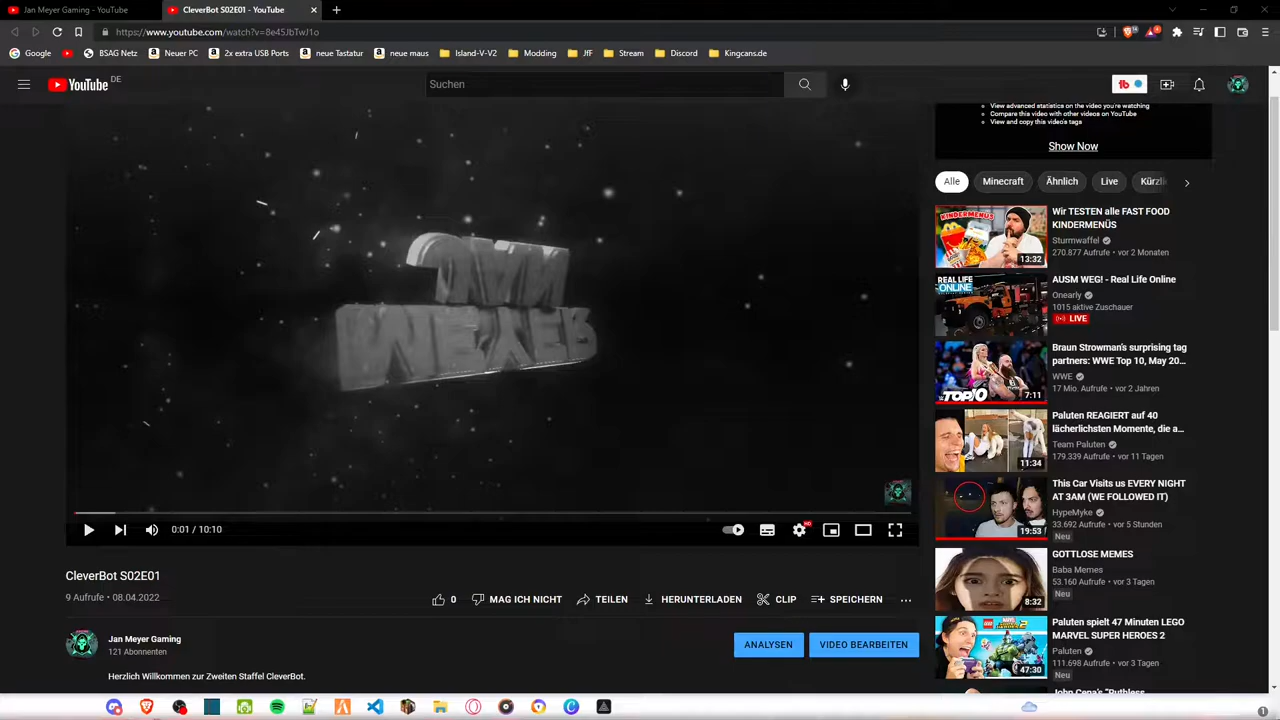 Jan Meyer Gaming - YouTube
CleverBot S02E01 - YouTube
https://www.youtube.com/watch?v=8e45JbTwJ1o
Google
BSAG Netz
Neuer PC
2x extra USB Ports
neue Tastatur
neue maus
Island-V-V
Modding
JfF
Stream
Discord
Kingcansa
YouTube DE
Suchen
View advanced statistics on the video you're watching
Compare this video with other videos on YouTube
View and copy this video's tags
Show Now
Alle
Minecraft
Ähnlich
Live
Kürzli
KINDERMENÜS
13:32
Wir TESTEN alle FAST FOOD
KINDERMENÜS
Sturmwaffel
270.877 Aufrufe • vor 2 Monaten
REAL LIFE
ONLINE
AUSM WEG! - Real Life Online
Onearly
1015 aktive Zuschauer
LIVE
TOP10
7:11
Braun Strowman's surprising tag
partners: WWE Top 10, May 20...
WWE
17 Mio. Aufrufe • vor 2 Jahren
11:34
Paluten REAGIERT auf 40
lächerlichsten Momente, die a...
Team Paluten
179.339 Aufrufe • vor 11 Tagen
19:53
This Car Visits us EVERY NIGHT
AT 3AM (WE FOLLOWED IT)
HypeMyke
33.692 Aufrufe • vor 5 Stunden
Neu
8:32
GOTTLOSE MEMES
Baba Memes
53.160 Aufrufe • vor 3 Tagen
Neu
47:30
Paluten spielt 47 Minuten LEGO
MARVEL SUPER HEROES 2
Paluten
111.698 Aufrufe • vor 3 Tagen
Neu
John Cena's "Ruthless
0:01 / 10:10
HD
CleverBot S02E01
9 Aufrufe • 08.04.2022
0
MAG ICH NICHT
TEILEN
HERUNTERLADEN
CLIP
SPEICHERN
Jan Meyer Gaming
121 Abonnenten
ANALYSEN
VIDEO BEARBEITEN
Herzlich Willkommen zur Zweiten Staffel CleverBot.